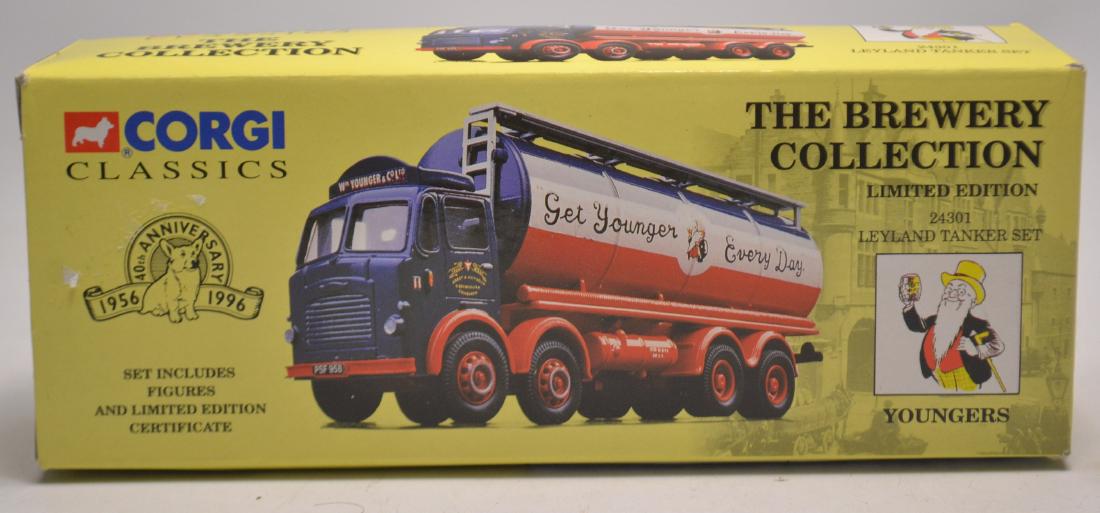 THE BREWERY
COLLECTION
24301
LEYLAND TANKER SET
CORGI
CLASSICS
®
40th ANNIVERSARY
1956 1996
SET INCLUDES
FIGURES
AND LIMITED EDITION
CERTIFICATE
Wm YOUNGER & Co LTD
Get Younger Every Day.
PSF 958
THE BREWERY
COLLECTION
LIMITED EDITION
24301
LEYLAND TANKER SET
YOUNGERS